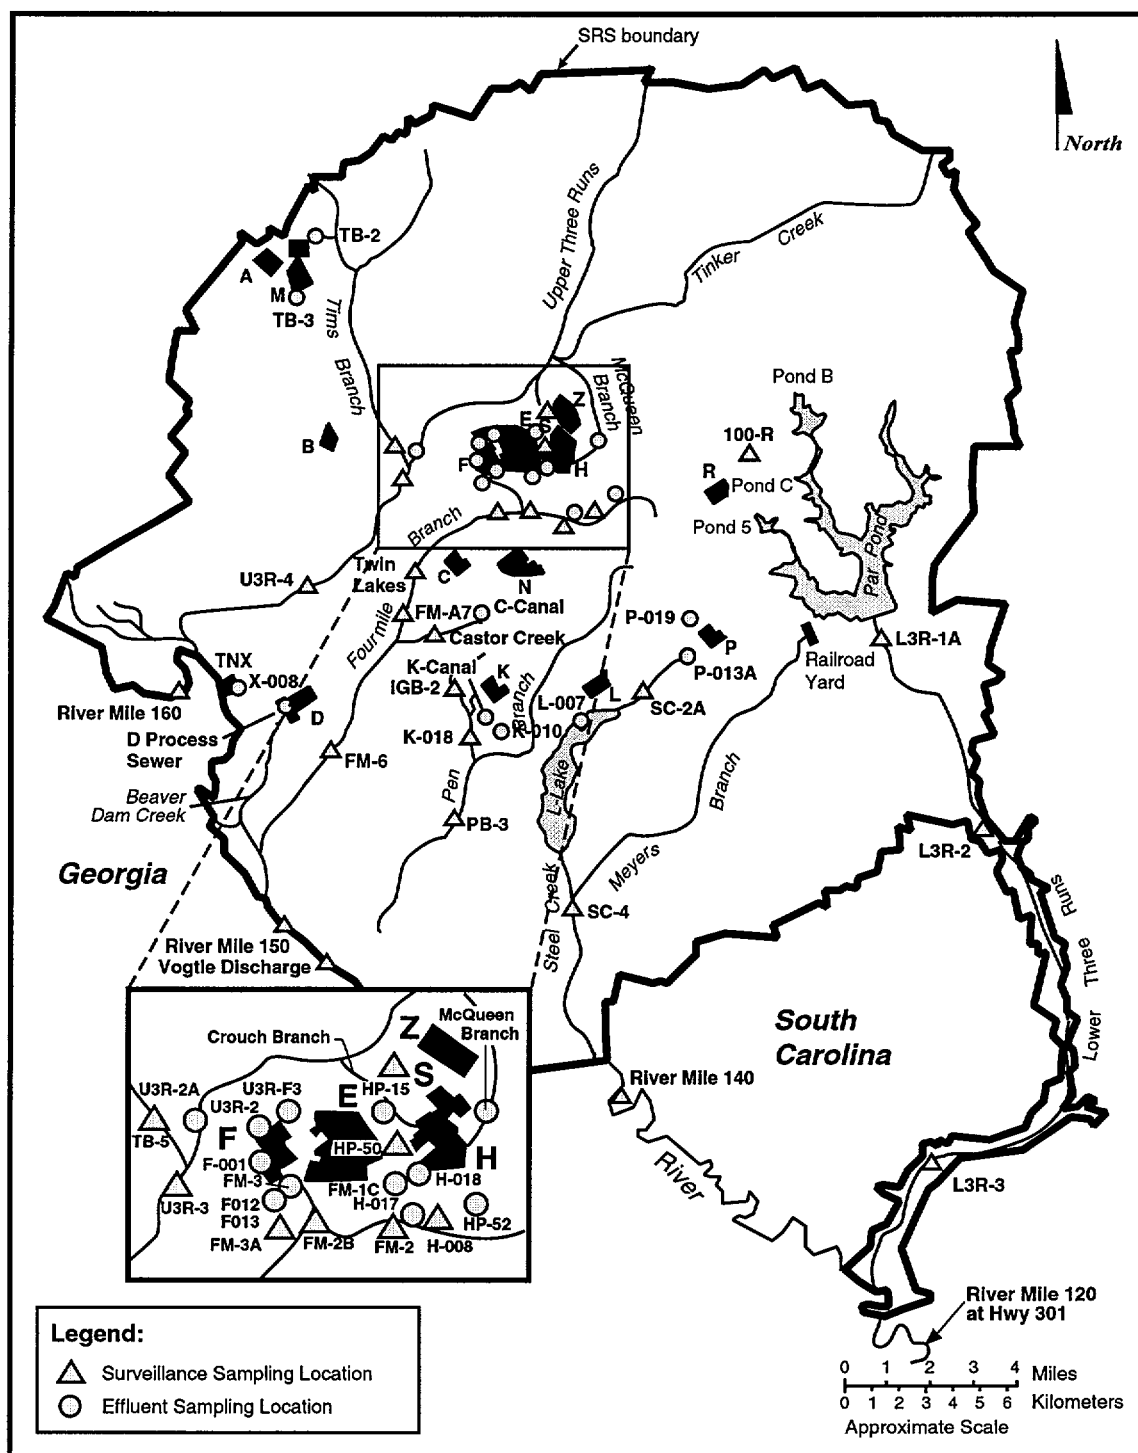 SRS boundary
North
TB-2
A
M
TB-3
Tims
Branch
Upper Three Runs
Tinker
Creek
McQueen
Branch
Pond B
Z
E
S
B
F
H
100-R
R
Pond C
Pond 5
Par Pond
Branch
U3R-4
Twin
Lakes
C
N
C-Canal
FM-A7
Castor Creek
Fourmile
P-019
P
P-013A
L3R-1A
Railroad
Yard
TNX
X-008
K-Canal
K
IGB-2
Branch
L-007
L
SC-2A
River Mile 160
D
D Process
Sewer
K-018
K-010
FM-6
Beaver
Dam Creek
Pen
PB-3
L-Lake
Branch
Meyers
L3R-2
Georgia
Steel Creek
SC-4
Lower Three Runs
River Mile 150
Vogtle Discharge
South
Carolina
McQueen
Branch
Crouch Branch
Z
S
HP-15
River Mile 140
U3R-2A
U3R-F3
U3R-2
E
TB-5
F
HP-50
H
F-001
FM-3
FM-1C
H-018
U3R-3
F012
H-017
F013
HP-52
FM-3A
FM-2B
FM-2
H-008
River
L3R-3
River Mile 120
at Hwy 301
Legend:
Surveillance Sampling Location
Effluent Sampling Location
0 1 2 3 4
Miles
0 1 2 3 4 5 6
Kilometers
Approximate Scale